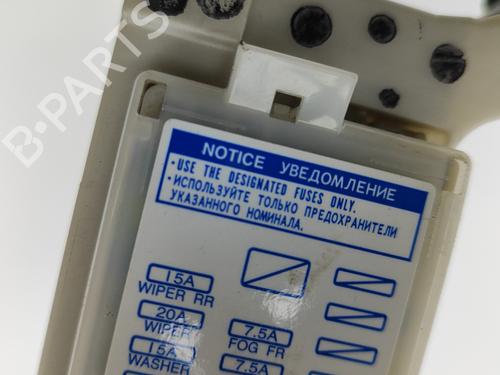 B-PARTS
NOTICE УВЕДОМЛЕНИЕ
• USE THE DESIGNATED FUSES ONLY.
• ИСПОЛЬЗУЙТЕ ТОЛЬКО ПРЕДОХРАНИТЕЛИ
УКАЗАННОГО НОМИНАЛА.
15A
WIPER RR
20A
WIPER
7.5A
FOG FR
15A
WASHER
7.5A